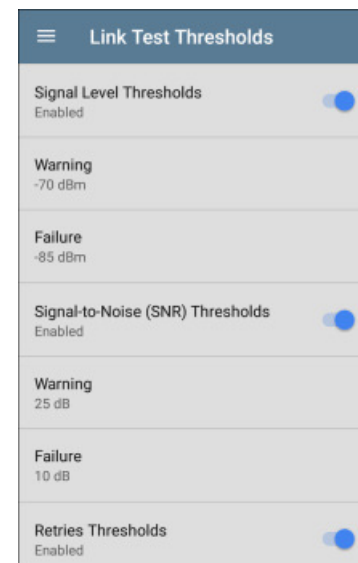 Link Test Thresholds
Signal Level Thresholds
Enabled
Warning
-70 dBm
Failure
-85 dBm
Signal-to-Noise (SNR) Thresholds
Enabled
Warning
25 dB
Failure
10 dB
Retries Thresholds
Enabled